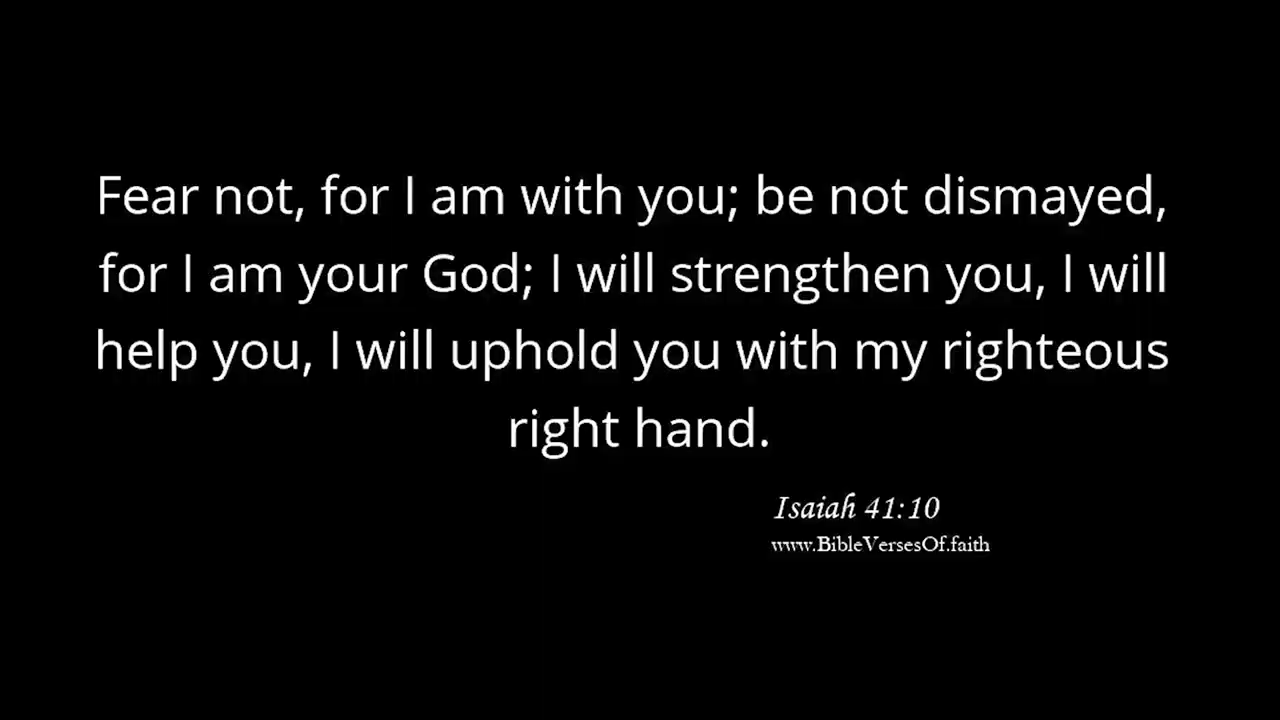 Fear not, for I am with you; be not dismayed,
for I am your God; I will strengthen you, I will
help you, I will uphold you with my righteous
right hand.
Isaiah 41:10
www.BibleVersesOf.faith